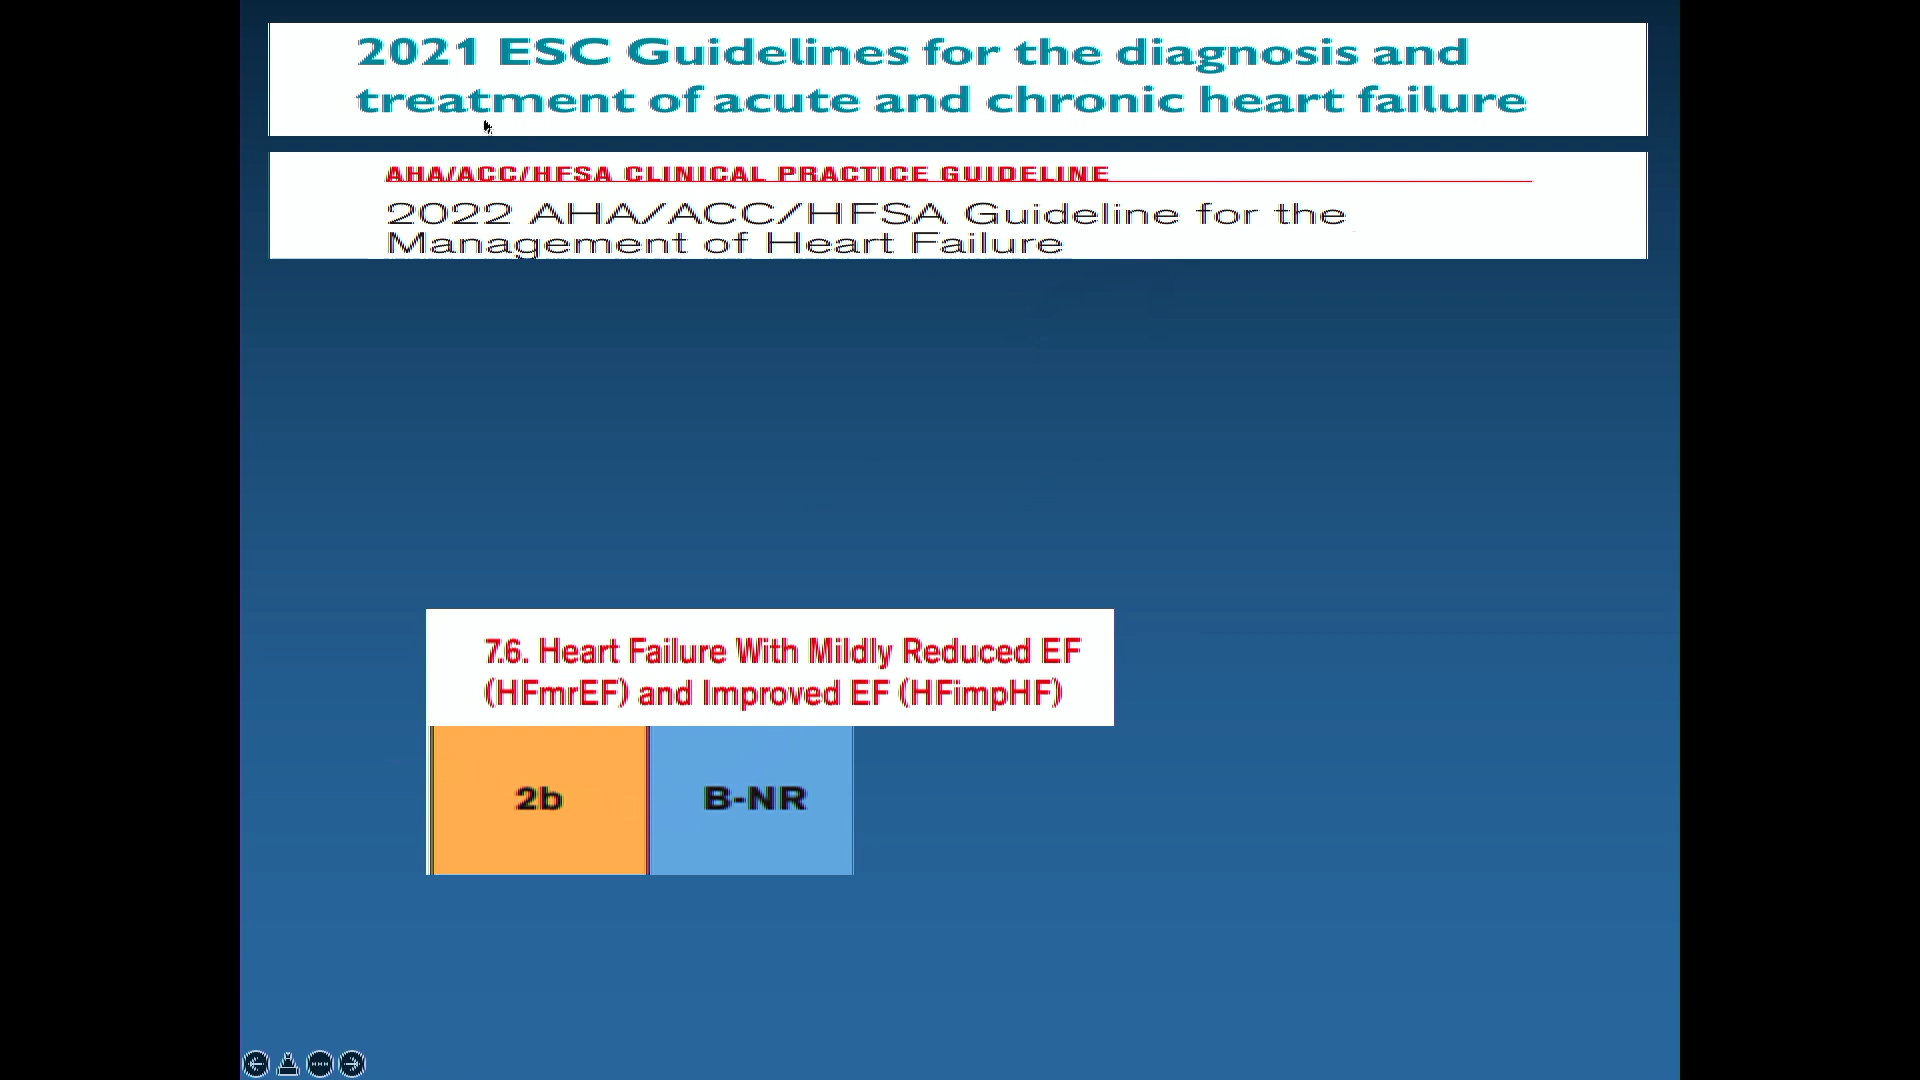 2021 ESC Guidelines for the diagnosis and
treatment of acute and chronic heart failure
AHA/ACC/HFSA CLINICAL PRACTICE GUIDELINE
2022 AHA/ACC/HFSA Guideline for the
Management of Heart Failure
7.6. Heart Failure With Mildly Reduced EF
(HFmrEF) and Improved EF (HFimpHF)
2b B-NR